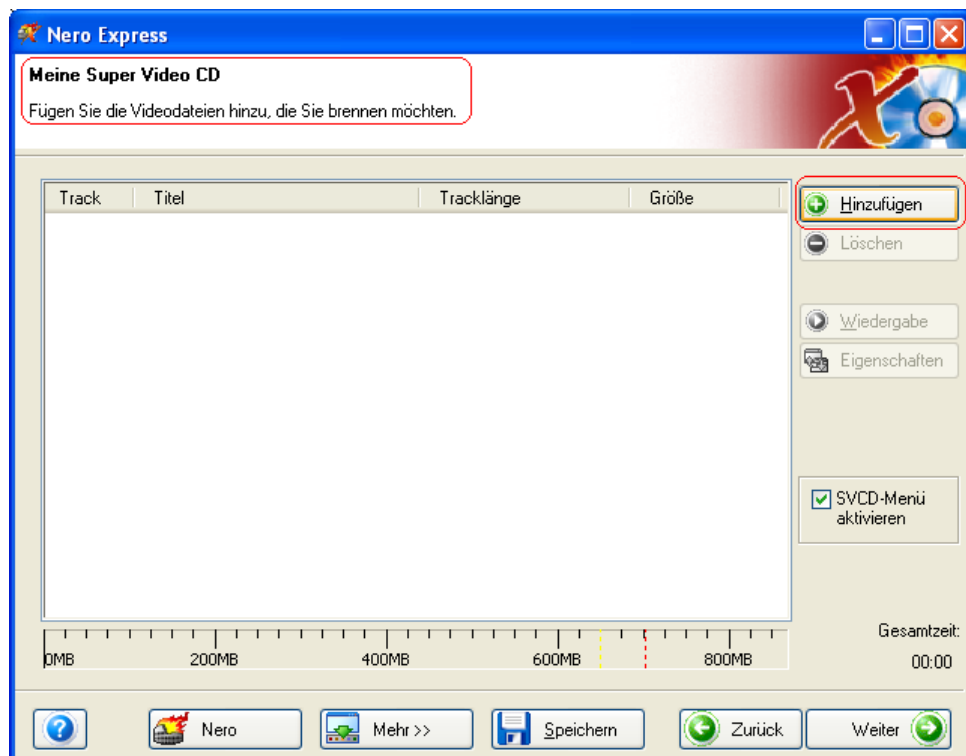 Nero Express
Meine Super Video CD
Fügen Sie die Videodateien hinzu, die Sie brennen möchten.
Track Titel Tracklänge Größe
Hinzufügen
Löschen
Wiedergabe
Eigenschaften
SVCD-Menü
aktivieren
0MB 200MB 400MB 600MB 800MB
Gesamtzeit:
00:00
Nero Mehr >> Speichern Zurück Weiter